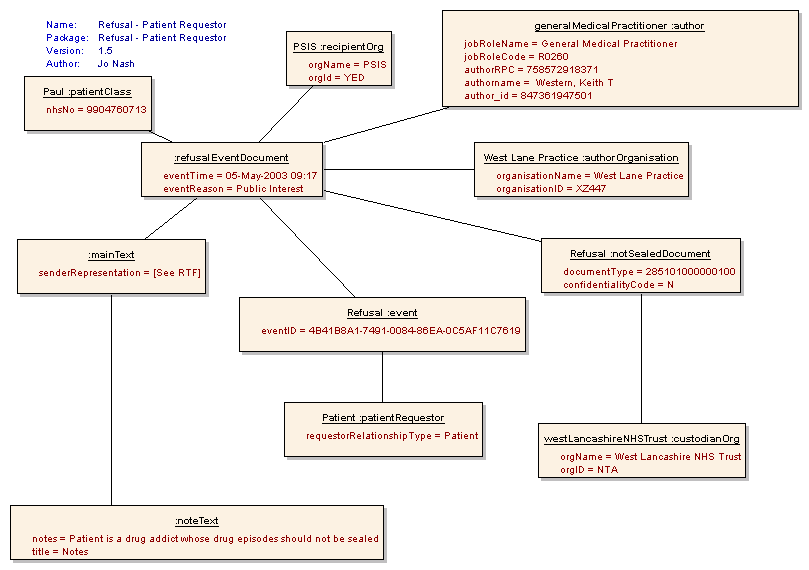 Name: Refusal - Patient Requestor
Package: Refusal - Patient Requestor
Version: 1.5
Author: Jo Nash
PSIS :recipientOrg
orgName = PSIS
orgId = YED
generalMedicalPractitioner :author
jobRoleName = General Medical Practitioner
jobRoleCode = R0260
authorRPC = 758572918371
authorname = Western, Keith T
author_id = 847361947501
Paul :patientClass
nhsNo = 9904760713
:refusalEventDocument
eventTime = 05-May-2003 09:17
eventReason = Public Interest
West Lane Practice :authorOrganisation
organisationName = West Lane Practice
organisationID = XZ447
:mainText
senderRepresentation = [See RTF]
Refusal :notSealedDocument
documentType = 285101000000100
confidentialityCode = N
Refusal :event
eventID = 4B41B8A1-7491-0084-86EA-0C5AF11C7619
Patient :patientRequestor
requestorRelationshipType = Patient
westLancashireNHSTrust :custodianOrg
orgName = West Lancashire NHS Trust
orgID = NTA
:noteText
notes = Patient is a drug addict whose drug episodes should not be sealed
title = Notes